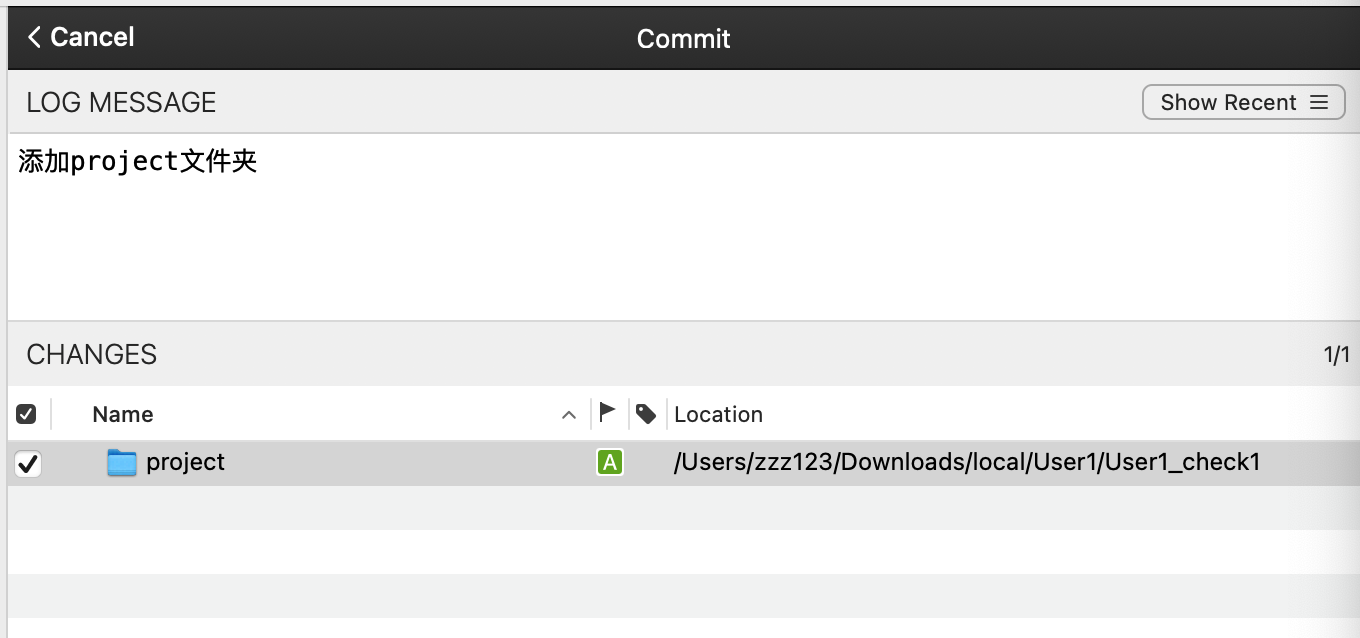 Cancel
Commit
LOG MESSAGE
Show Recent
添加project文件夹
CHANGES
1/1
Name
Location
project
A
/Users/zzz123/Downloads/local/User1/User1_check1